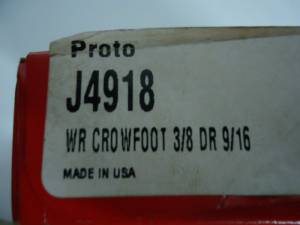 Proto
J4918
WR CROWFOOT 3/8 DR 9/16
MADE IN USA